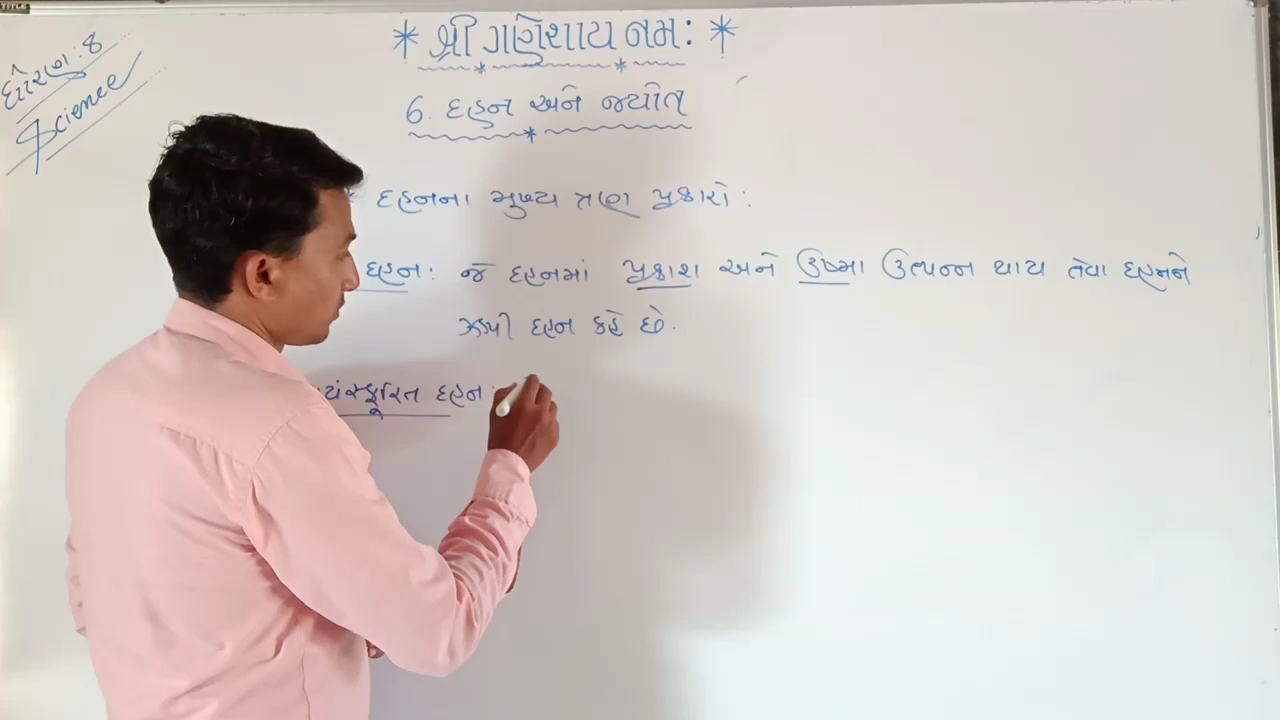 ધોરણ: 8
Science
* શ્રી ગણેશાય નમ: *
6. દહન અને જ્યોત
* દહનના મુખ્ય ત્રણ પ્રકારો:
દહન: જે દહનમાં પ્રકાશ અને ઉષ્મા ઉત્પન્ન થાય તેવા દહનને
ઝડપી દહન કહે છે.
યંસ્ફૂરિત દહન: